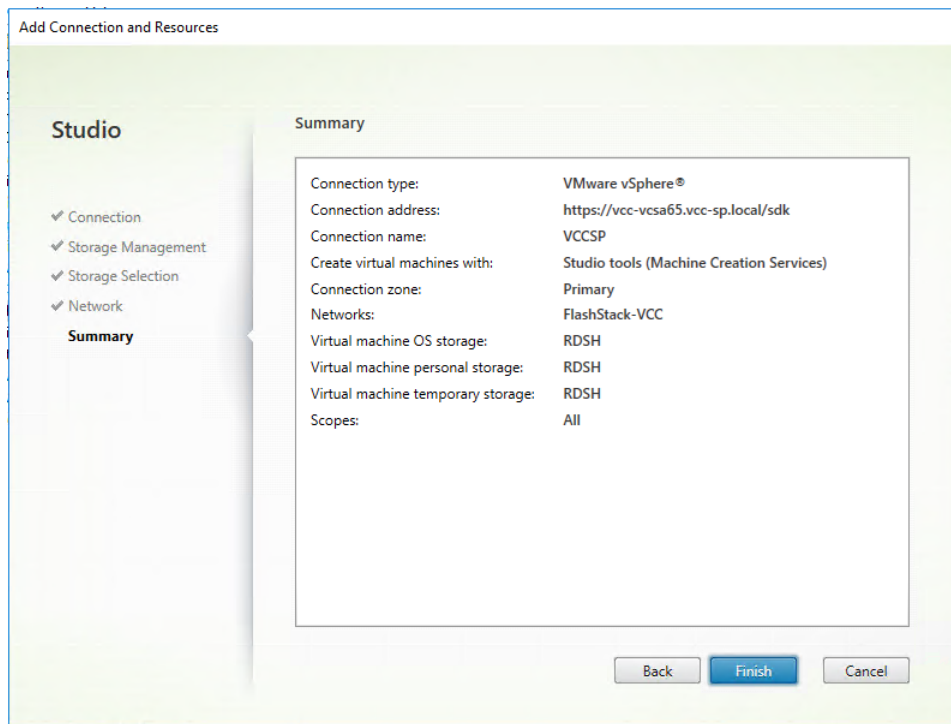 Add Connection and Resources
Studio
✔ Connection
✔ Storage Management
✔ Storage Selection
✔ Network
Summary
Summary
Connection type: VMware vSphere®
Connection address: https://vcc-vcsa65.vcc-sp.local/sdk
Connection name: VCCSP
Create virtual machines with: Studio tools (Machine Creation Services)
Connection zone: Primary
Networks: FlashStack-VCC
Virtual machine OS storage: RDSH
Virtual machine personal storage: RDSH
Virtual machine temporary storage: RDSH
Scopes: All
Back Finish Cancel